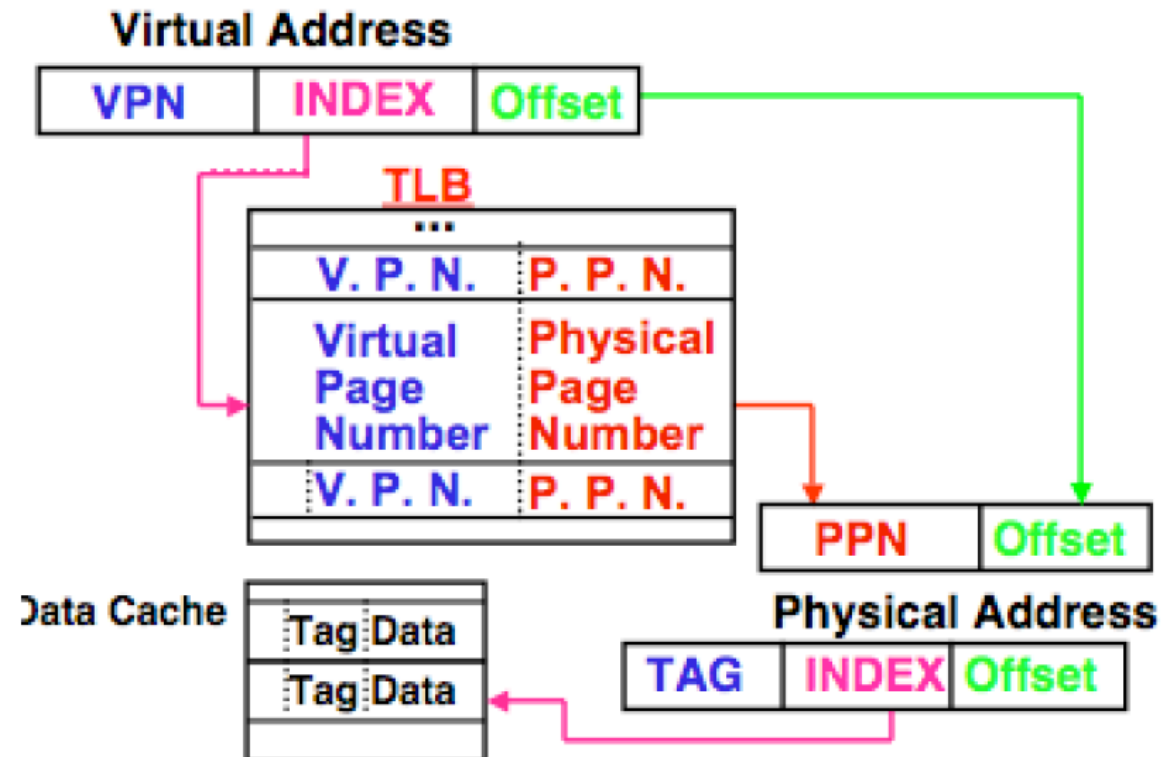 Virtual Address
VPN INDEX Offset
TLB
...
V. P. N. P. P. N.
Virtual Physical
Page Page
Number Number
V. P. N. P. P. N.
PPN Offset
Data Cache
Physical Address
Tag Data
TAG INDEX Offset
Tag Data